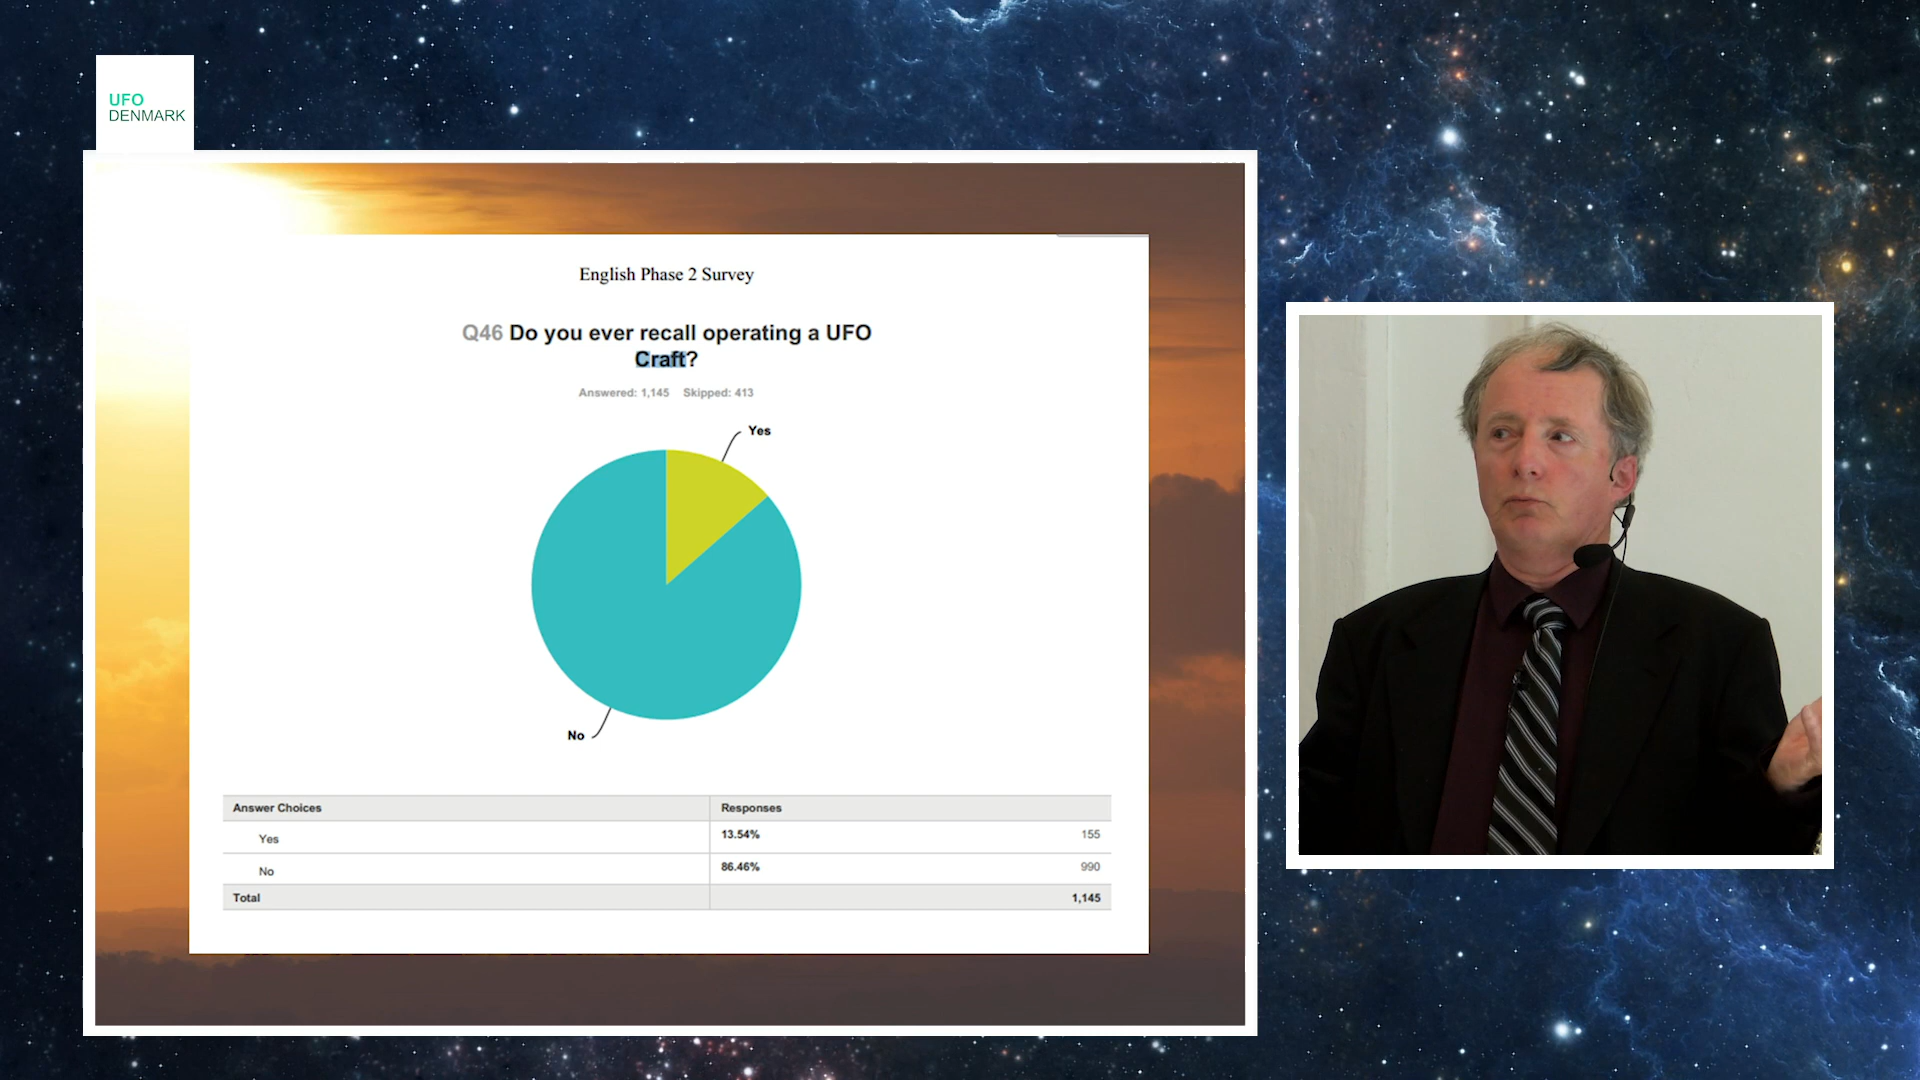 UFO
DENMARK
English Phase 2 Survey
Q46 Do you ever recall operating a UFO
Craft?
Answered: 1,145 Skipped: 413
Yes
No
Answer Choices Responses
Yes 13.54% 155
No 86.46% 990
Total 1,145